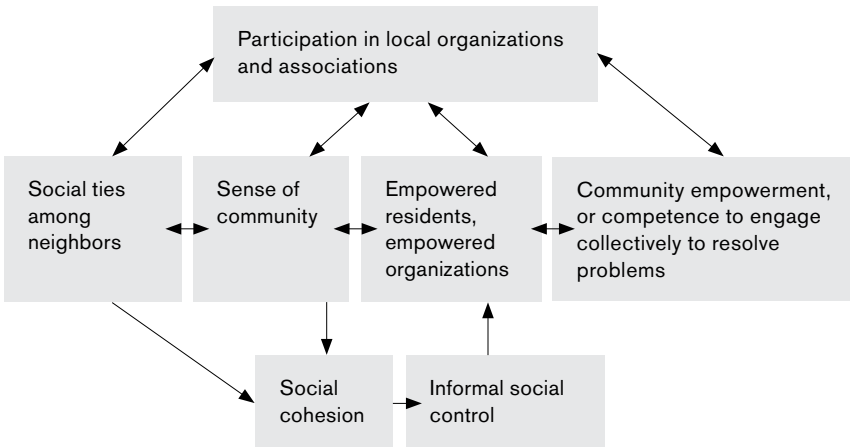 Participation in local organizations
and associations
Social ties
among
neighbors
Sense of
community
Empowered
residents,
empowered
organizations
Community empowerment,
or competence to engage
collectively to resolve
problems
Social
cohesion
Informal social
control